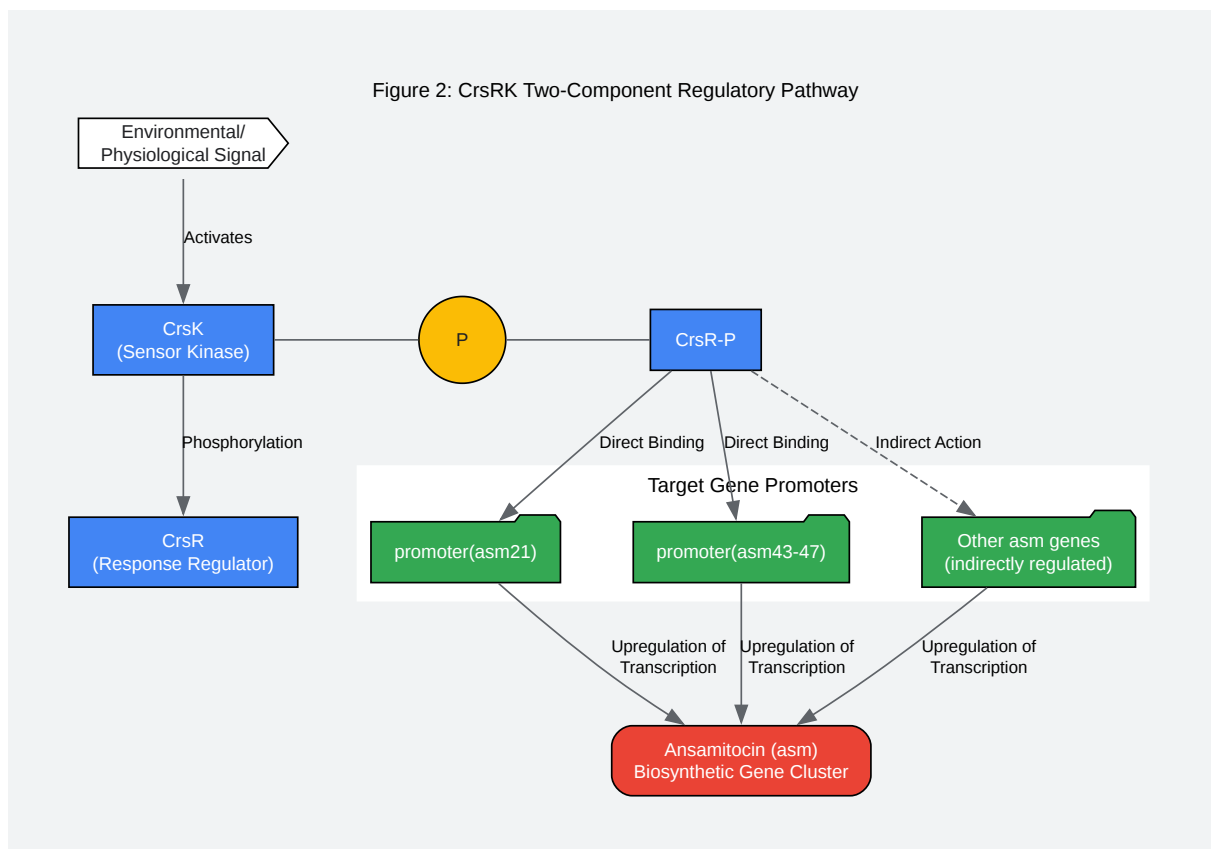 Figure 2: CrsRK Two-Component Regulatory Pathway
Environmental/
Physiological Signal
Activates
CrsK
(Sensor Kinase)
P
CrsR-P
Phosphorylation
Direct Binding
Direct Binding
Indirect Action
Target Gene Promoters
CrsR
(Response Regulator)
promoter(asm21)
promoter(asm43-47)
Other asm genes
(indirectly regulated)
Upregulation of
Transcription
Upregulation of
Transcription
Upregulation of
Transcription
Ansamitocin (asm)
Biosynthetic Gene Cluster